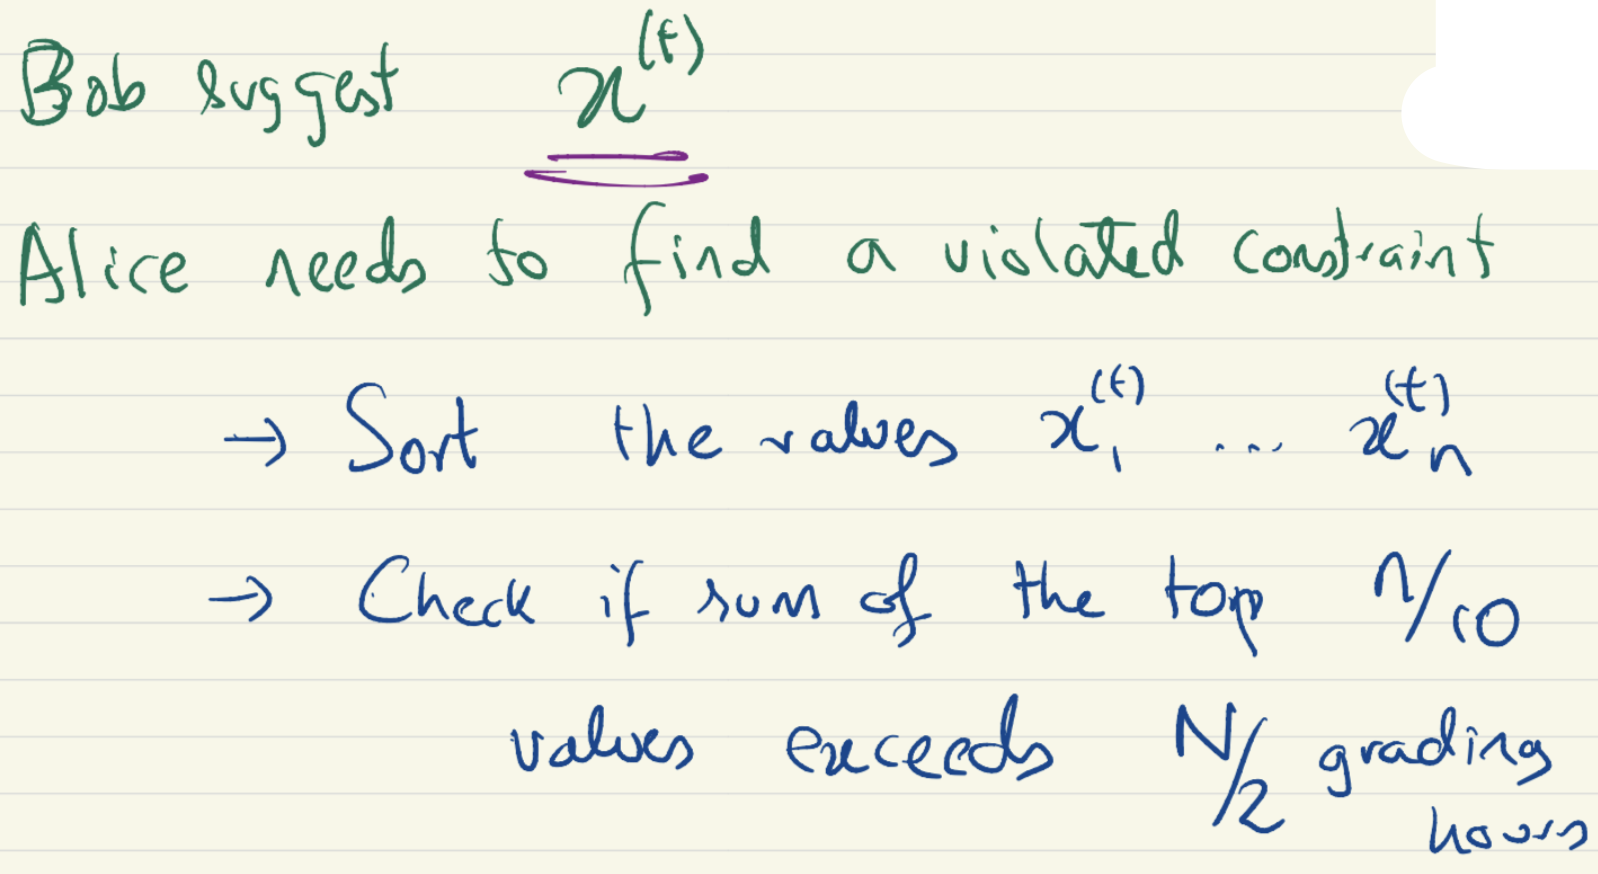 Bob suggest x^(t)
Alice needs to find a violated constraint
→ Sort the values x_1^(t) ... x_n^(t)
→ Check if sum of the top n/10
values exceeds N/2 grading
hours